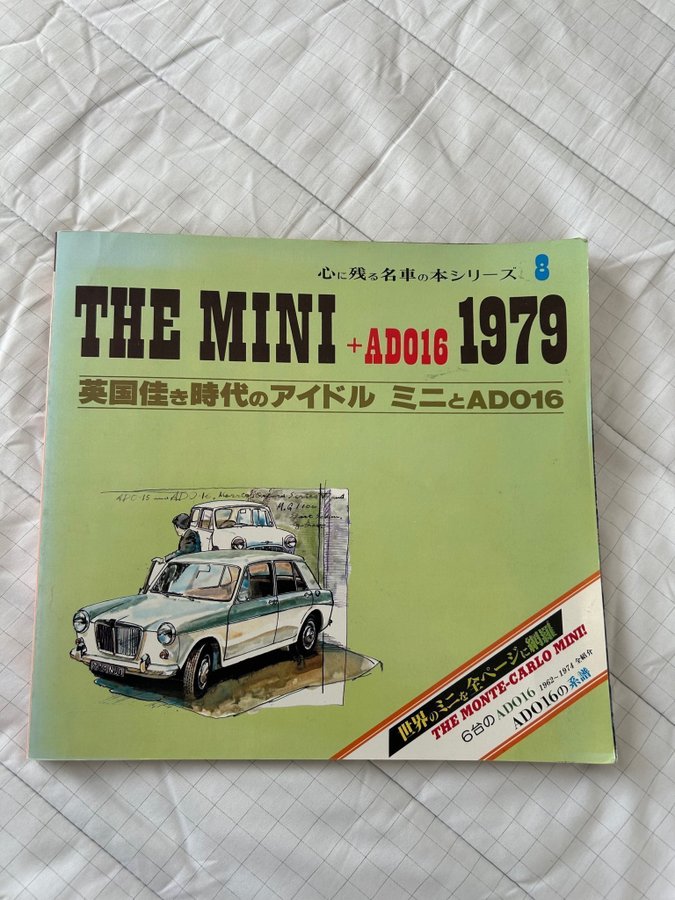 心に残る名車の本シリーズ 8
THE MINI +ADO16 1979
英国佳き時代のアイドル ミニとADO16
世界のミニを全ページに網羅
THE MONTE-CARLO MINI!
6台のADO16 1962~1974 全紹介
ADO16の系譜